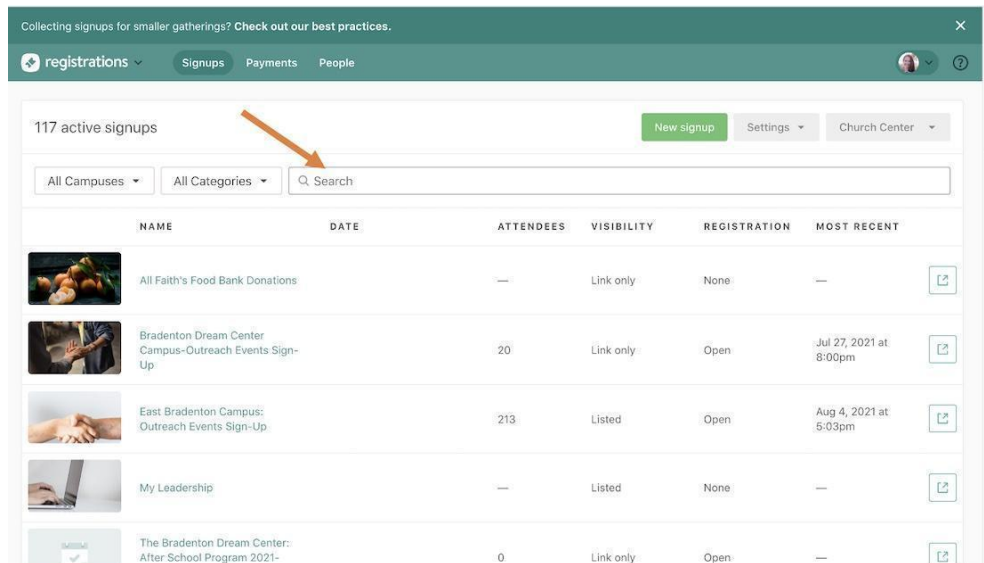 Collecting signups for smaller gatherings? Check out our best practices.
registrations Signups Payments People
117 active signups New signup Settings Church Center
All Campuses All Categories Search
NAME DATE ATTENDEES VISIBILITY REGISTRATION MOST RECENT
All Faith's Food Bank Donations — Link only None —
Bradenton Dream Center
Campus-Outreach Events Sign-
Up
20 Link only Open
Jul 27, 2021 at
8:00pm
East Bradenton Campus:
Outreach Events Sign-Up
213 Listed Open
Aug 4, 2021 at
5:03pm
My Leadership — Listed None —
The Bradenton Dream Center:
After School Program 2021-
0 Link only Open —